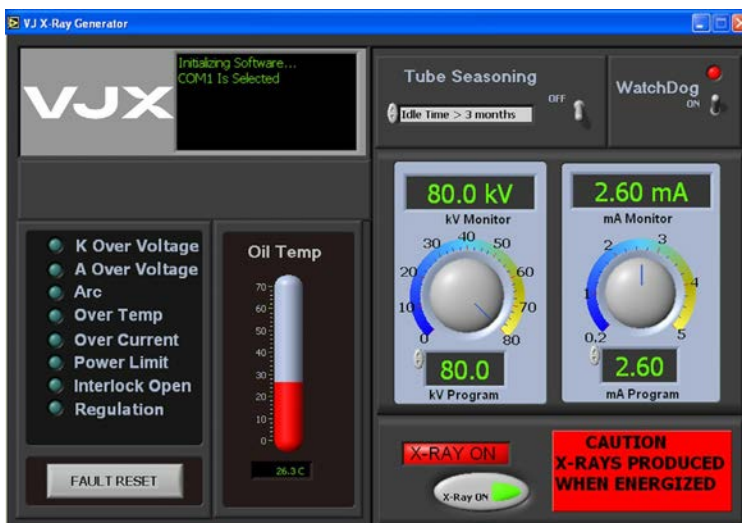 VJ X-Ray Generator
VJX
Initializing Software...
COM1 Is Selected
Tube Seasoning
OFF
Idle Time > 3 months
WatchDog
ON
80.0 kV
kV Monitor
0
10
20
30
40
50
60
70
80
80.0
kV Program
2.60 mA
mA Monitor
0.2
1
2
3
4
5
2.60
mA Program
K Over Voltage
A Over Voltage
Arc
Over Temp
Over Current
Power Limit
Interlock Open
Regulation
FAULT RESET
Oil Temp
70
60
50
40
30
20
10
0
26.3 C
X-RAY ON
X-Ray ON
CAUTION
X-RAYS PRODUCED
WHEN ENERGIZED